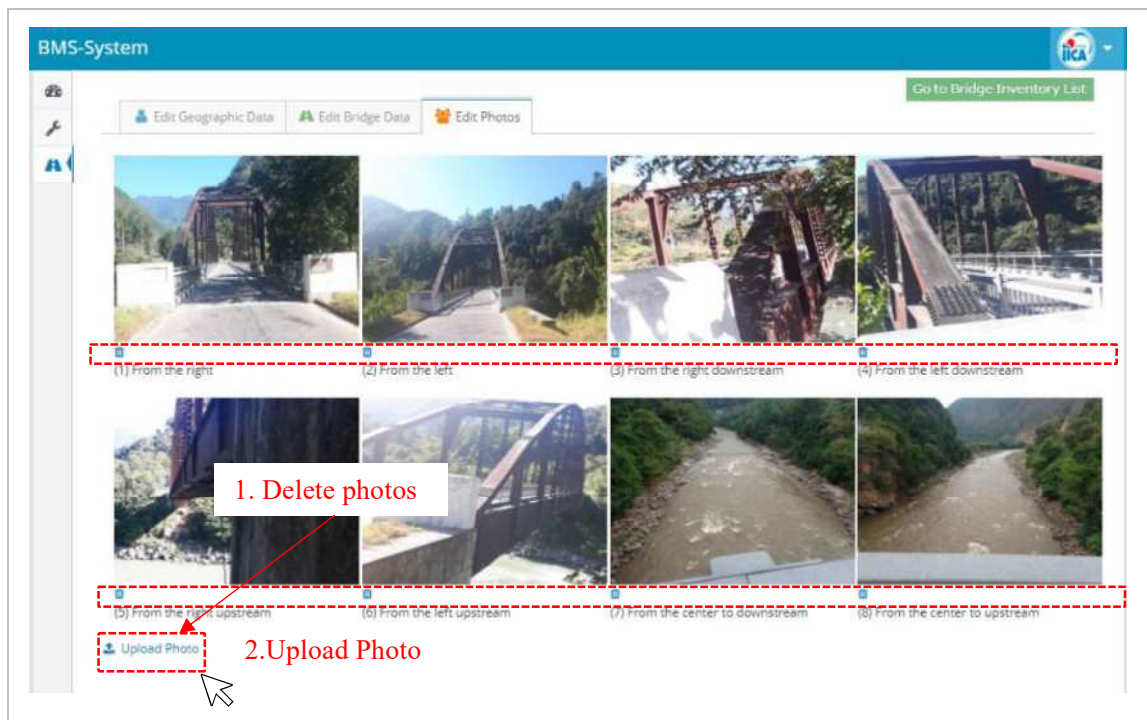 BMS-System
JICA
Go to Bridge Inventory List
Edit Geographic Data Edit Bridge Data Edit Photos
(1) From the right (2) From the left (3) From the right downstream (4) From the left downstream
1. Delete photos
(5) From the right upstream (6) From the left upstream (7) From the center to downstream (8) From the center to upstream
Upload Photo 2.Upload Photo